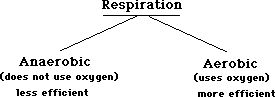 Respiration
Anaerobic
(does not use oxygen)
less efficient
Aerobic
(uses oxygen)
more efficient